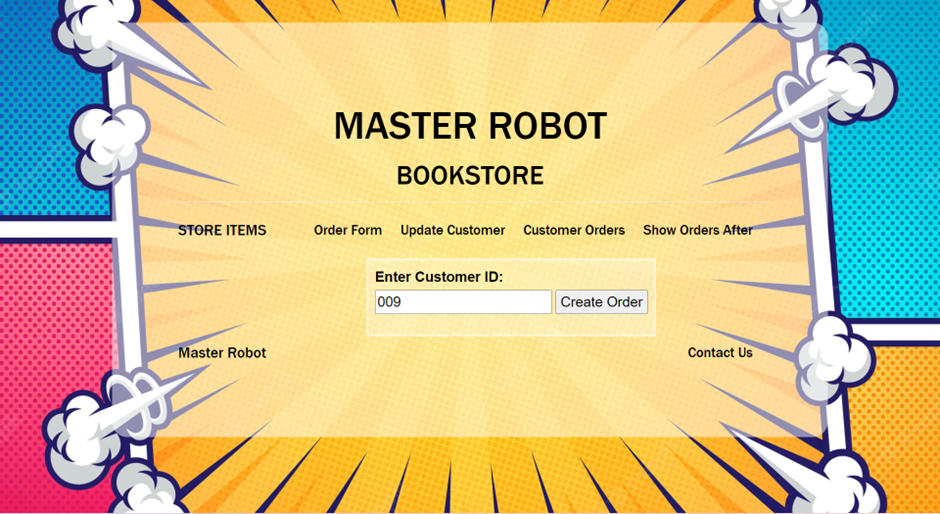 MASTER ROBOT
BOOKSTORE
STORE ITEMS Order Form Update Customer Customer Orders Show Orders After
Enter Customer ID:
009 Create Order
Master Robot Contact Us